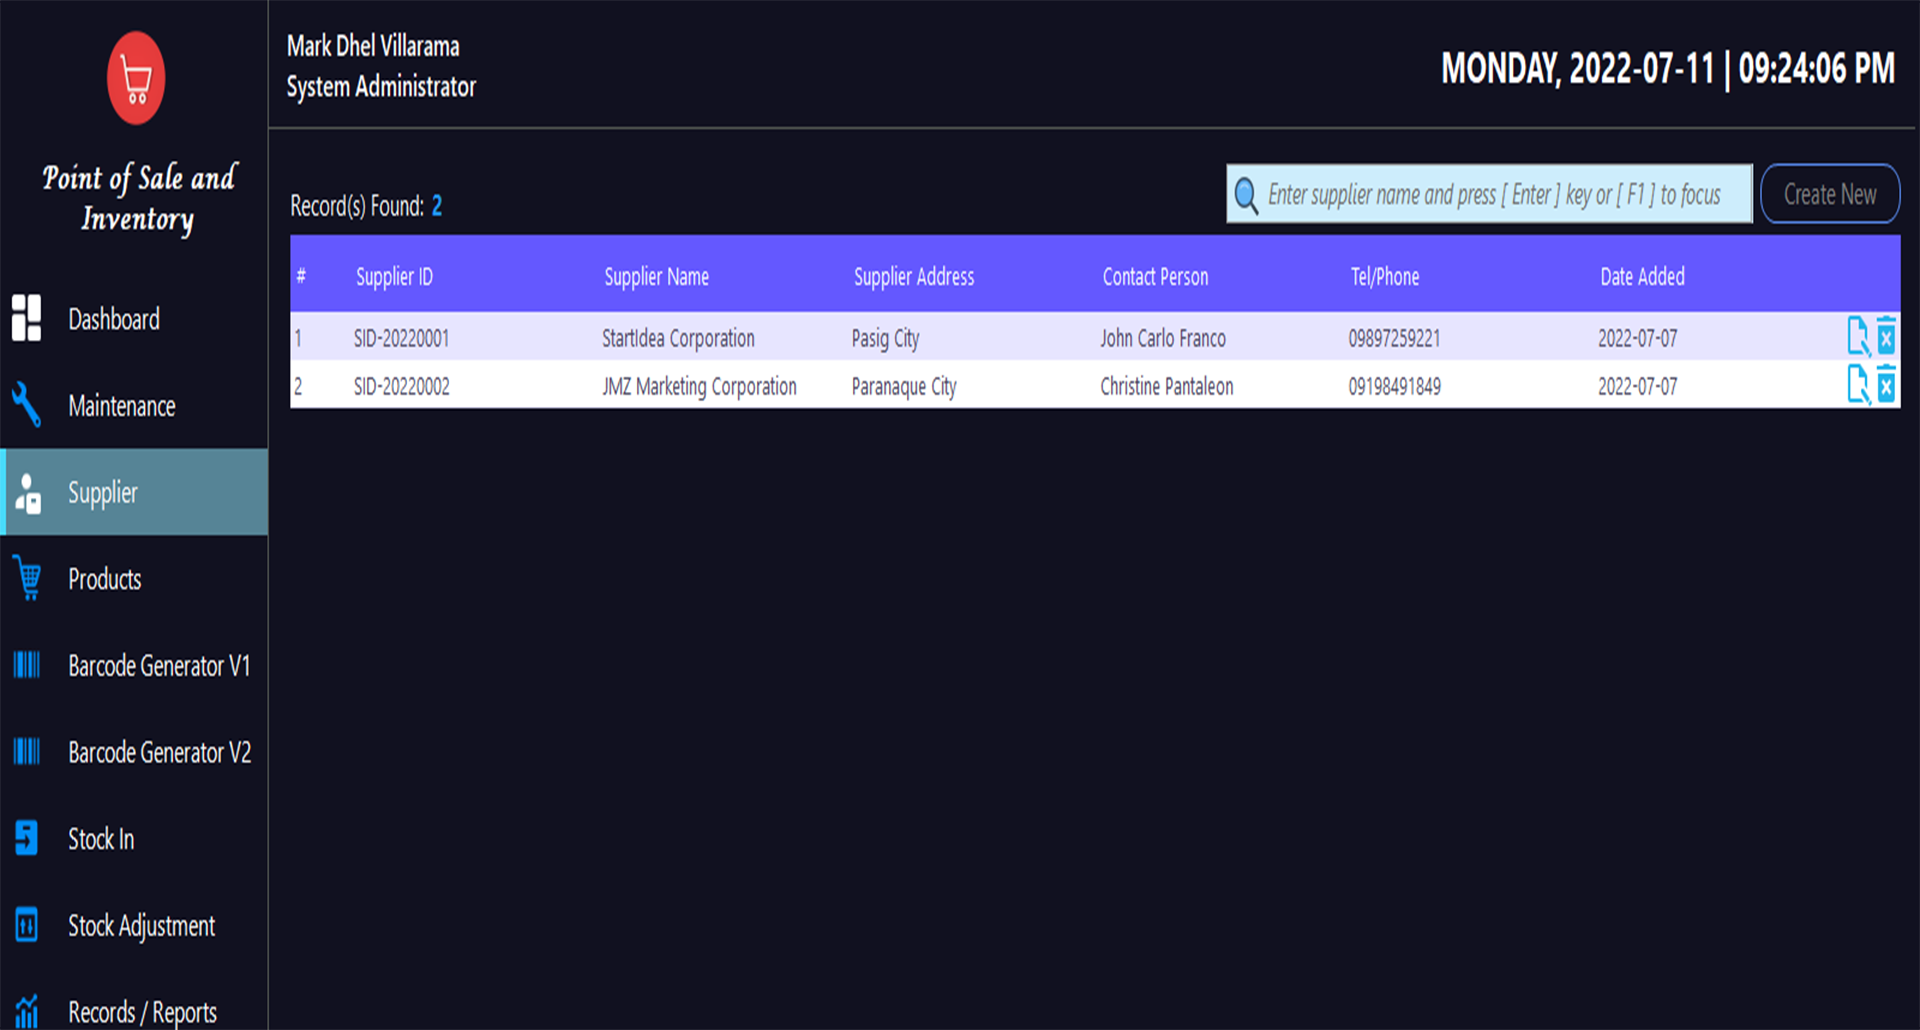 Point of Sale and
Inventory
Dashboard
Maintenance
Supplier
Products
Barcode Generator V1
Barcode Generator V2
Stock In
Stock Adjustment
Records / Reports
Mark Dhel Villarama
System Administrator
MONDAY, 2022-07-11 | 09:24:06 PM
Record(s) Found: 2
Enter supplier name and press [ Enter ] key or [ F1 ] to focus
Create New
# Supplier ID Supplier Name Supplier Address Contact Person Tel/Phone Date Added
1 SID-20220001 StartIdea Corporation Pasig City John Carlo Franco 09897259221 2022-07-07
2 SID-20220002 JMZ Marketing Corporation Paranaque City Christine Pantaleon 09198491849 2022-07-07